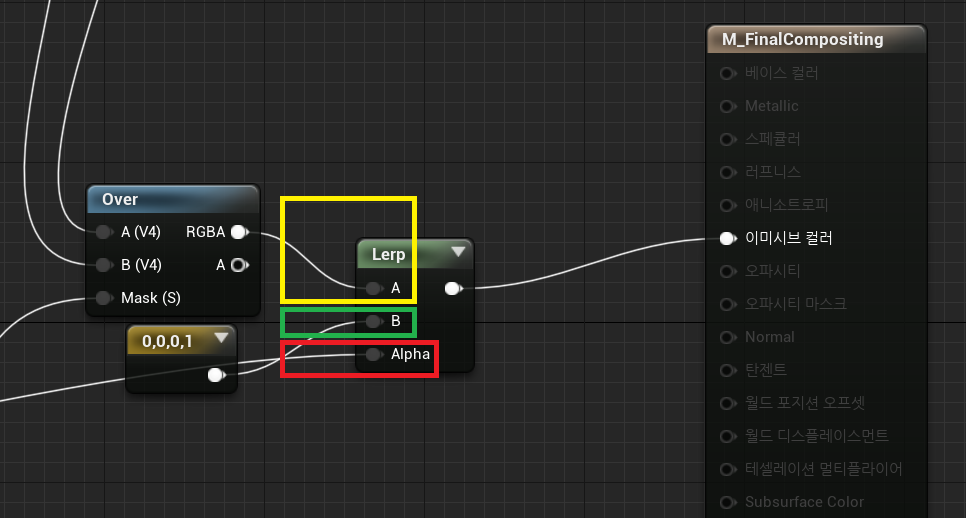 M_FinalCompositing
베이스 컬러
Metallic
스페큘러
러프니스
애니소트로피
이미시브 컬러
오파시티
오파시티 마스크
Normal
탄젠트
월드 포지션 오프셋
월드 디스플레이스먼트
테셀레이션 멀티플라이어
Subsurface Color
Over
A (V4) RGBA
B (V4) A
Mask (S)
0,0,0,1
Lerp
A
B
Alpha